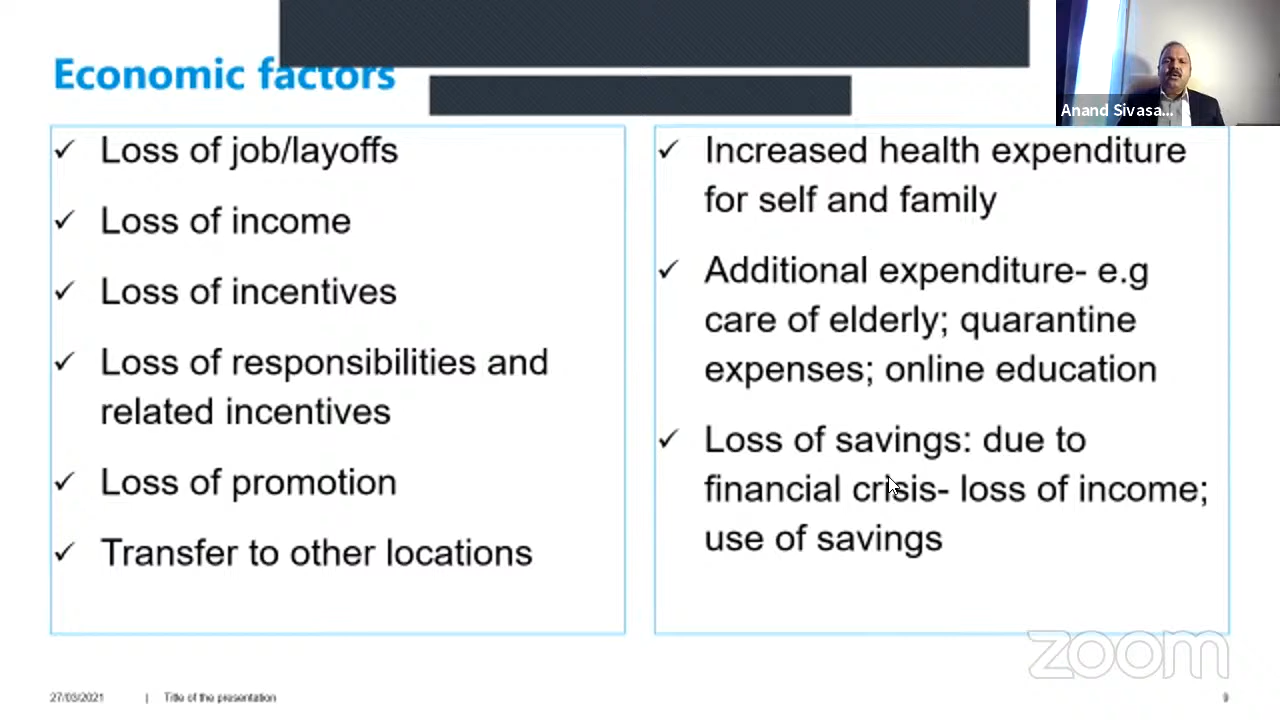 Economic factors
Anand Sivasa...
✓ Loss of job/layoffs
✓ Loss of income
✓ Loss of incentives
✓ Loss of responsibilities and
related incentives
✓ Loss of promotion
✓ Transfer to other locations
✓ Increased health expenditure
for self and family
✓ Additional expenditure- e.g
care of elderly; quarantine
expenses; online education
✓ Loss of savings: due to
financial crisis- loss of income;
use of savings
zoom
27/03/2021 | Title of the presentation
9